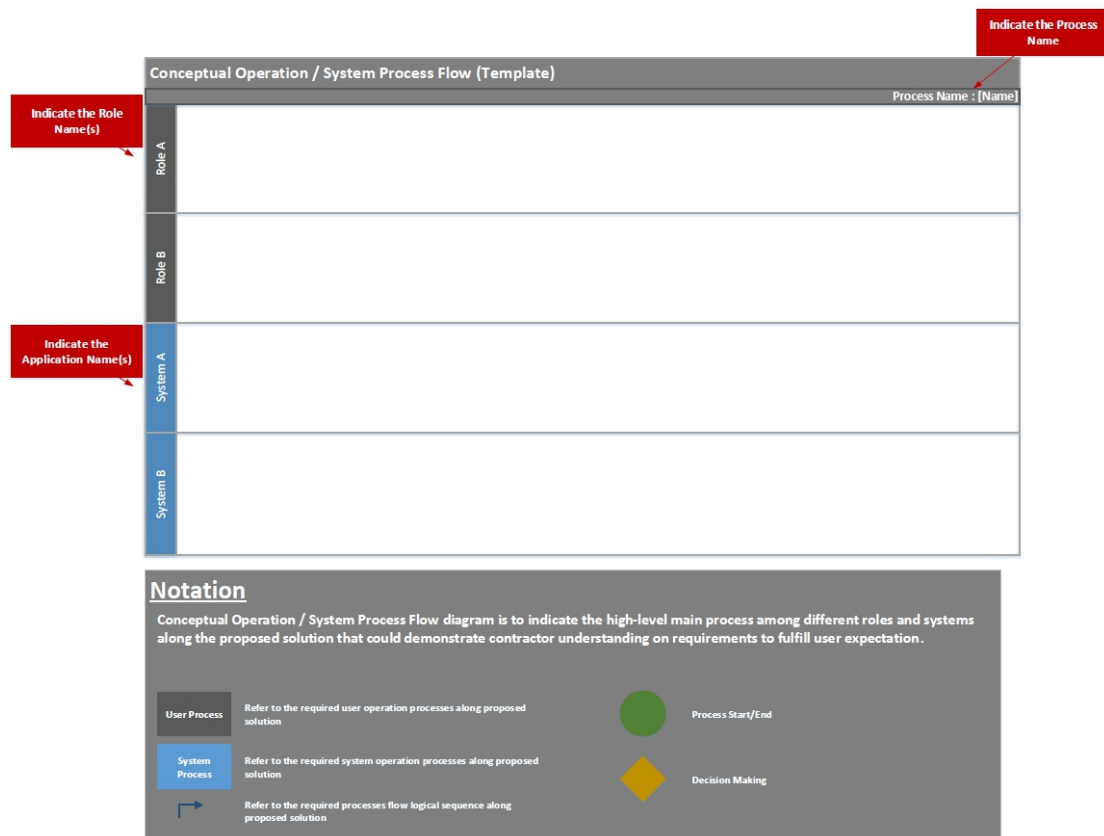 Indicate the Process
Name
Conceptual Operation / System Process Flow (Template)
Process Name : [Name]
Indicate the Role
Name(s)
Role A
Role B
Indicate the
Application Name(s)
System A
System B
Notation
Conceptual Operation / System Process Flow diagram is to indicate the high-level main process among different roles and systems
along the proposed solution that could demonstrate contractor understanding on requirements to fulfill user expectation.
User Process
Refer to the required user operation processes along proposed
solution
Process Start/End
System
Process
Refer to the required system operation processes along proposed
solution
Decision Making
Refer to the required processes flow logical sequence along
proposed solution